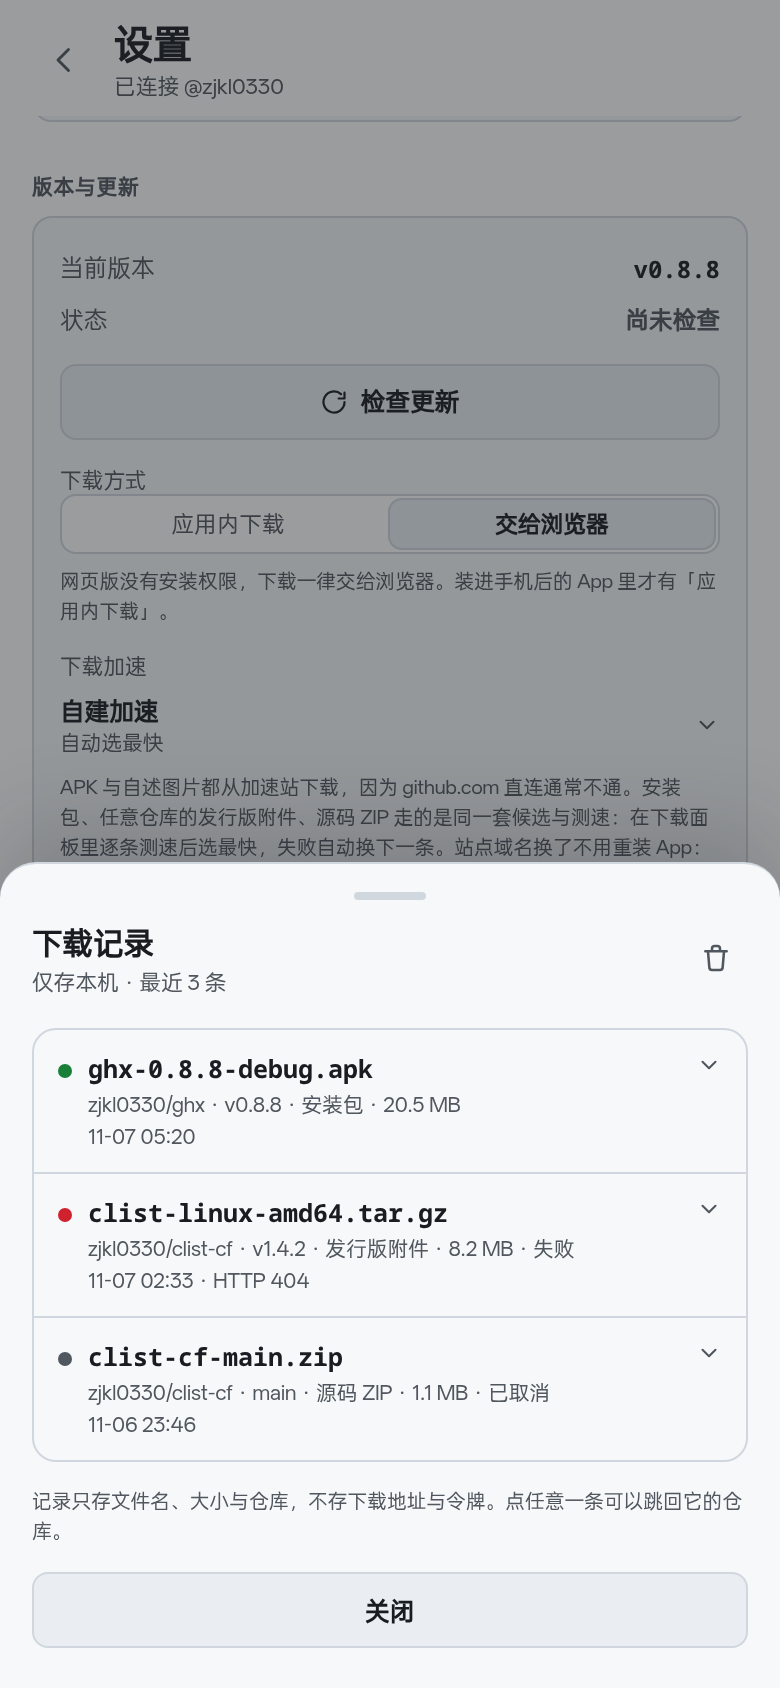 设置
已连接 @zjkl0330
版本与更新
当前版本 v0.8.8
状态 尚未检查
检查更新
下载方式
应用内下载 交给浏览器
网页版没有安装权限，下载一律交给浏览器。装进手机后的 App 里才有「应
用内下载」。
下载加速
自建加速
自动选最快
APK 与自述图片都从加速站下载，因为 github.com 直连通常不通。安装
包、任意仓库的发行版附件、源码 ZIP 走的是同一套候选与测速：在下载面
板里逐条测速后选最快，失败自动换下一条。站点域名换了不用重装 App：
下载记录
仅存本机 · 最近 3 条
ghx-0.8.8-debug.apk
zjkl0330/ghx · v0.8.8 · 安装包 · 20.5 MB
11-07 05:20
clist-linux-amd64.tar.gz
zjkl0330/clist-cf · v1.4.2 · 发行版附件 · 8.2 MB · 失败
11-07 02:33 · HTTP 404
clist-cf-main.zip
zjkl0330/clist-cf · main · 源码 ZIP · 1.1 MB · 已取消
11-06 23:46
记录只存文件名、大小与仓库，不存下载地址与令牌。点任意一条可以跳回它的仓
库。
关闭